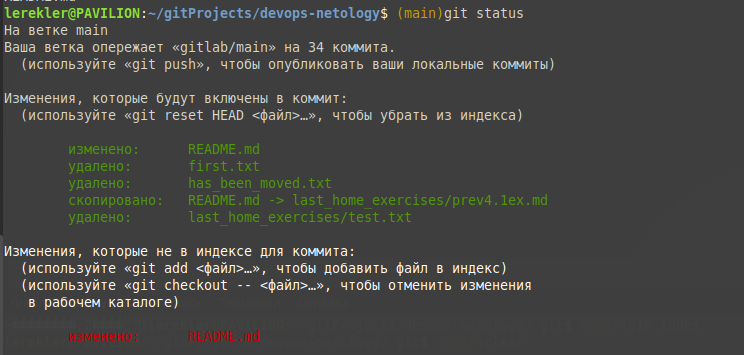 lerekler@PAVILION:~/gitProjects/devops-netology$ (main)git status
На ветке main
Ваша ветка опережает «gitlab/main» на 34 коммита.
(используйте «git push», чтобы опубликовать ваши локальные коммиты)
Изменения, которые будут включены в коммит:
(используйте «git reset HEAD <файл>…», чтобы убрать из индекса)
изменено: README.md
удалено: first.txt
удалено: has_been_moved.txt
скопировано: README.md -> last_home_exercises/prev4.1ex.md
удалено: last_home_exercises/test.txt
Изменения, которые не в индексе для коммита:
(используйте «git add <файл>…», чтобы добавить файл в индекс)
(используйте «git checkout -- <файл>…», чтобы отменить изменения
в рабочем каталоге)
изменено: README.md